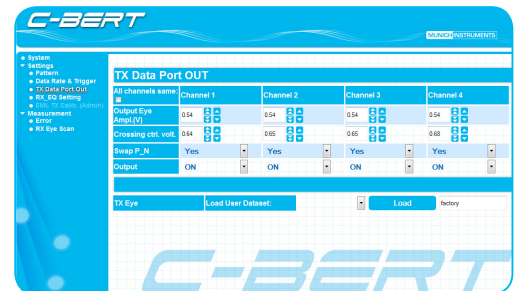 C-BERT
MUNICH INSTRUMENTS
System
Settings
Pattern
Data Rate & Trigger
TX Data Port Out
RX_EQ Setting
EML TX Calib. (Admin)
Measurement
Error
RX Eye Scan
TX Data Port OUT
All channels same: Channel 1 Channel 2 Channel 3 Channel 4
Output Eye
Ampl.(V) 0.54 0.54 0.54 0.54
Crossing ctrl. volt. 0.64 0.65 0.65 0.68
Swap P_N Yes Yes Yes Yes
Output ON ON ON ON
TX Eye Load User Dataset: Load factory
C-BERT